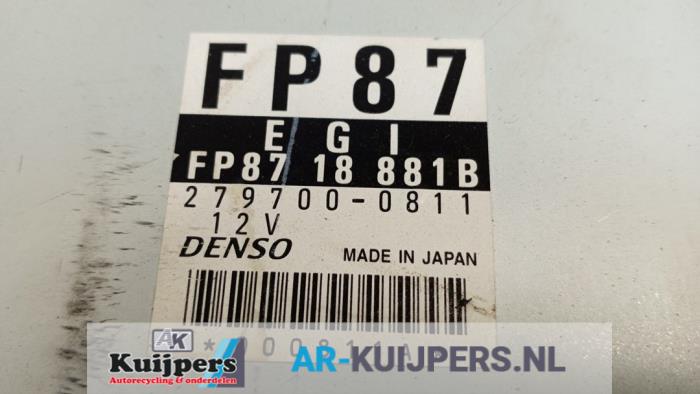 FP87
EGI
FP87 18 881B
279700-0811
12V
DENSO MADE IN JAPAN
AK
Kuijpers
Autorecycling & onderdelen
AR-KUIJPERS.NL